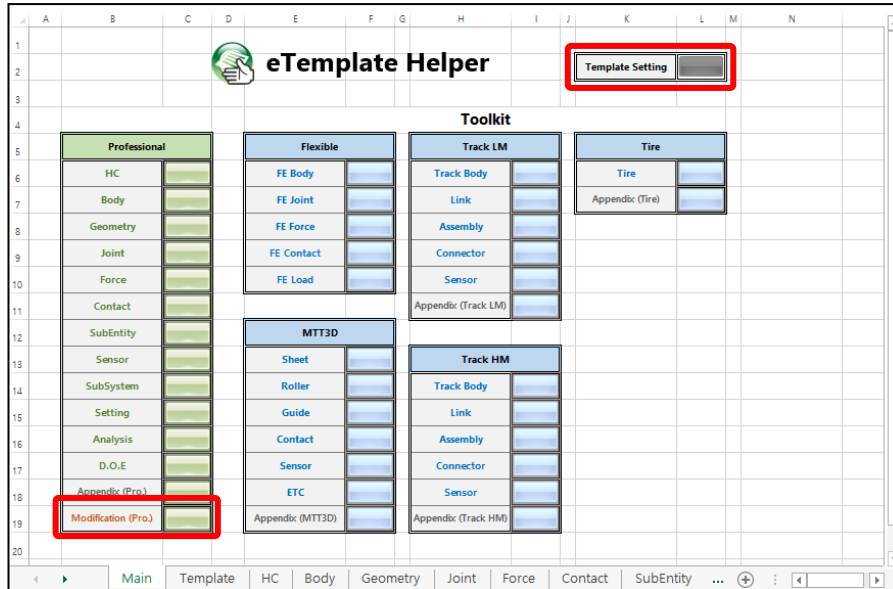 A B C D E F G H I J K L M N
1
2 eTemplate Helper Template Setting
3
4 Toolkit
5 Professional Flexible Track LM Tire
6 HC FE Body Track Body Tire
7 Body FE Joint Link Appendix (Tire)
8 Geometry FE Force Assembly
9 Joint FE Contact Connector
10 Force FE Load Sensor
11 Contact Appendix (Track LM)
12 SubEntity MTT3D
13 Sensor Sheet Track HM
14 SubSystem Roller Track Body
15 Setting Guide Link
16 Analysis Contact Assembly
17 D.O.E Sensor Connector
18 Appendix (Pro.) ETC Sensor
19 Modification (Pro.) Appendix (MTT3D) Appendix (Track HM)
20
Main Template HC Body Geometry Joint Force Contact SubEntity ...